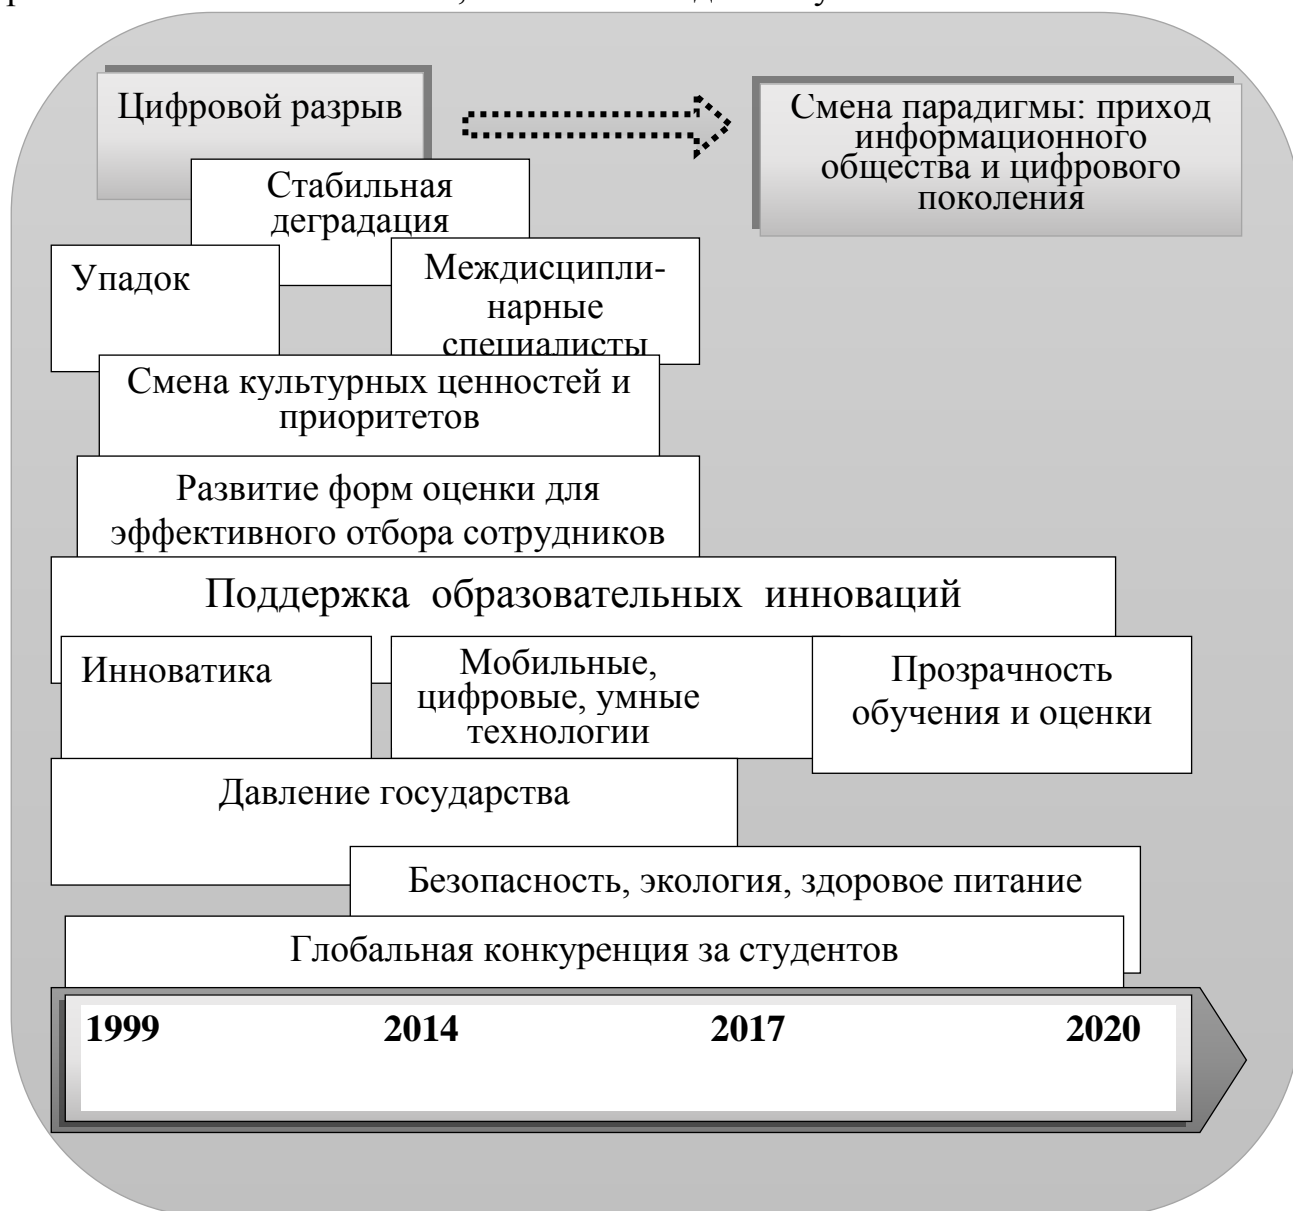 Цифровой разрыв
Смена парадигмы: приход
информационного
общества и цифрового
поколения
Стабильная
деградация
Упадок
Междисципли-
нарные
специалисты
Смена культурных ценностей и
приоритетов
Развитие форм оценки для
эффективного отбора сотрудников
Поддержка образовательных инноваций
Инноватика
Мобильные,
цифровые, умные
технологии
Прозрачность
обучения и оценки
Давление государства
Безопасность, экология, здоровое питание
Глобальная конкуренция за студентов
1999 2014 2017 2020